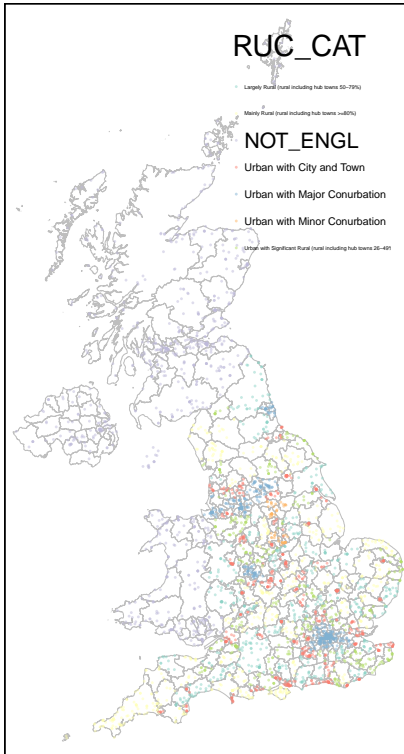 RUC_CAT
Largely Rural (rural including hub towns 50–79%)
Mainly Rural (rural including hub towns >=80%)
NOT_ENGL
Urban with City and Town
Urban with Major Conurbation
Urban with Minor Conurbation
Urban with Significant Rural (rural including hub towns 26–49%